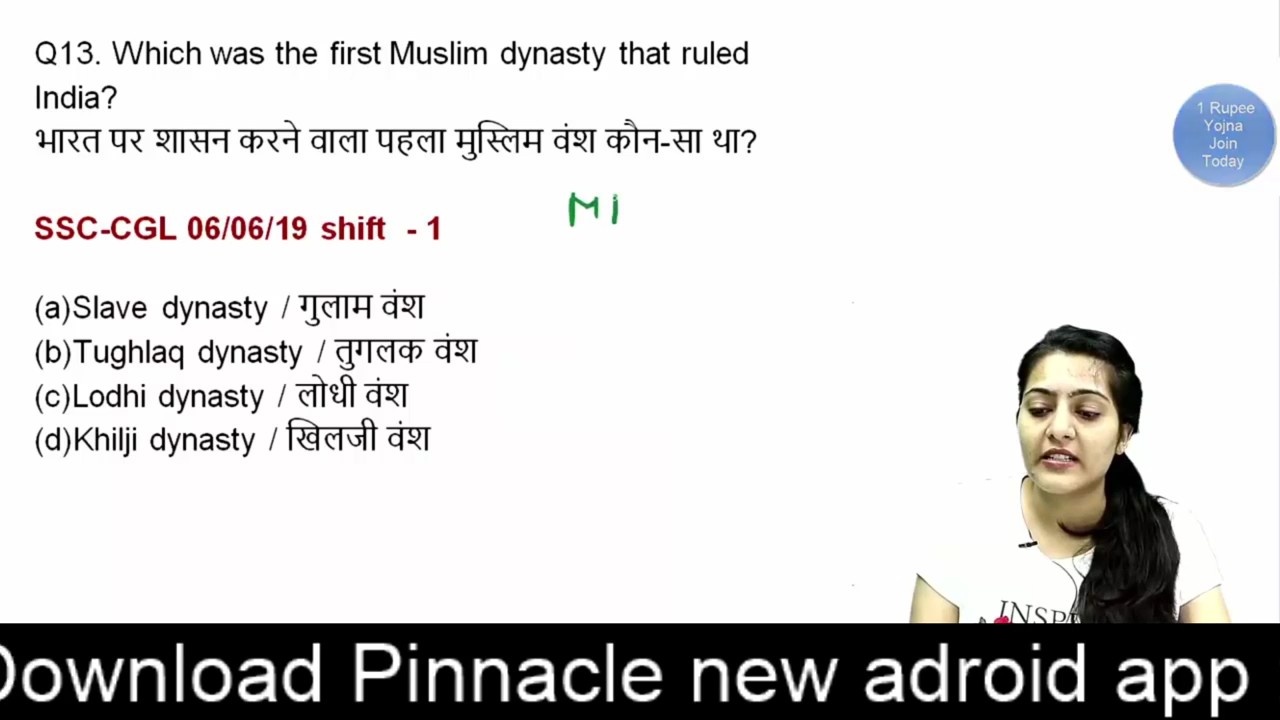 Q13. Which was the first Muslim dynasty that ruled
India?
भारत पर शासन करने वाला पहला मुस्लिम वंश कौन-सा था?
1 Rupee
Yojna
Join
Today
MI
SSC-CGL 06/06/19 shift - 1
(a)Slave dynasty / गुलाम वंश
(b)Tughlaq dynasty / तुगलक वंश
(c)Lodhi dynasty / लोधी वंश
(d)Khilji dynasty / खिलजी वंश
Download Pinnacle new adroid app